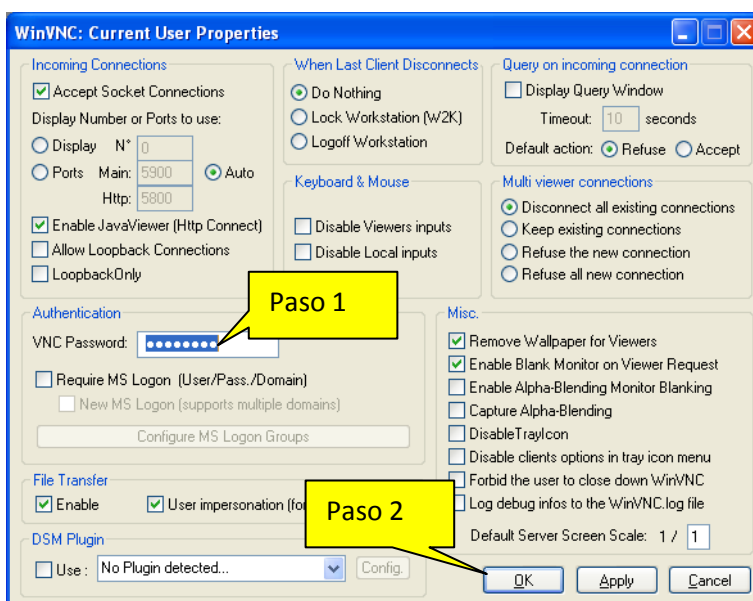 WinVNC: Current User Properties
Incoming Connections
Accept Socket Connections
Display Number or Ports to use:
Display N° 0
Ports Main: 5900 Auto
Http: 5800
Enable JavaViewer (Http Connect)
Allow Loopback Connections
LoopbackOnly
When Last Client Disconnects
Do Nothing
Lock Workstation (W2K)
Logoff Workstation
Query on incoming connection
Display Query Window
Timeout: 10 seconds
Default action: Refuse Accept
Keyboard & Mouse
Disable Viewers inputs
Disable Local inputs
Multi viewer connections
Disconnect all existing connections
Keep existing connections
Refuse the new connection
Refuse all new connection
Paso 1
Authentication
VNC Password:
Require MS Logon (User/Pass./Domain)
New MS Logon (supports multiple domains)
Configure MS Logon Groups
Misc.
Remove Wallpaper for Viewers
Enable Blank Monitor on Viewer Request
Enable Alpha-Blending Monitor Blanking
Capture Alpha-Blending
DisableTrayIcon
Disable clients options in tray icon menu
Forbid the user to close down WinVNC
Log debug infos to the WinVNC.log file
Default Server Screen Scale: 1 / 1
File Transfer
Enable User impersonation (for
Paso 2
DSM Plugin
Use : No Plugin detected... Config.
OK Apply Cancel